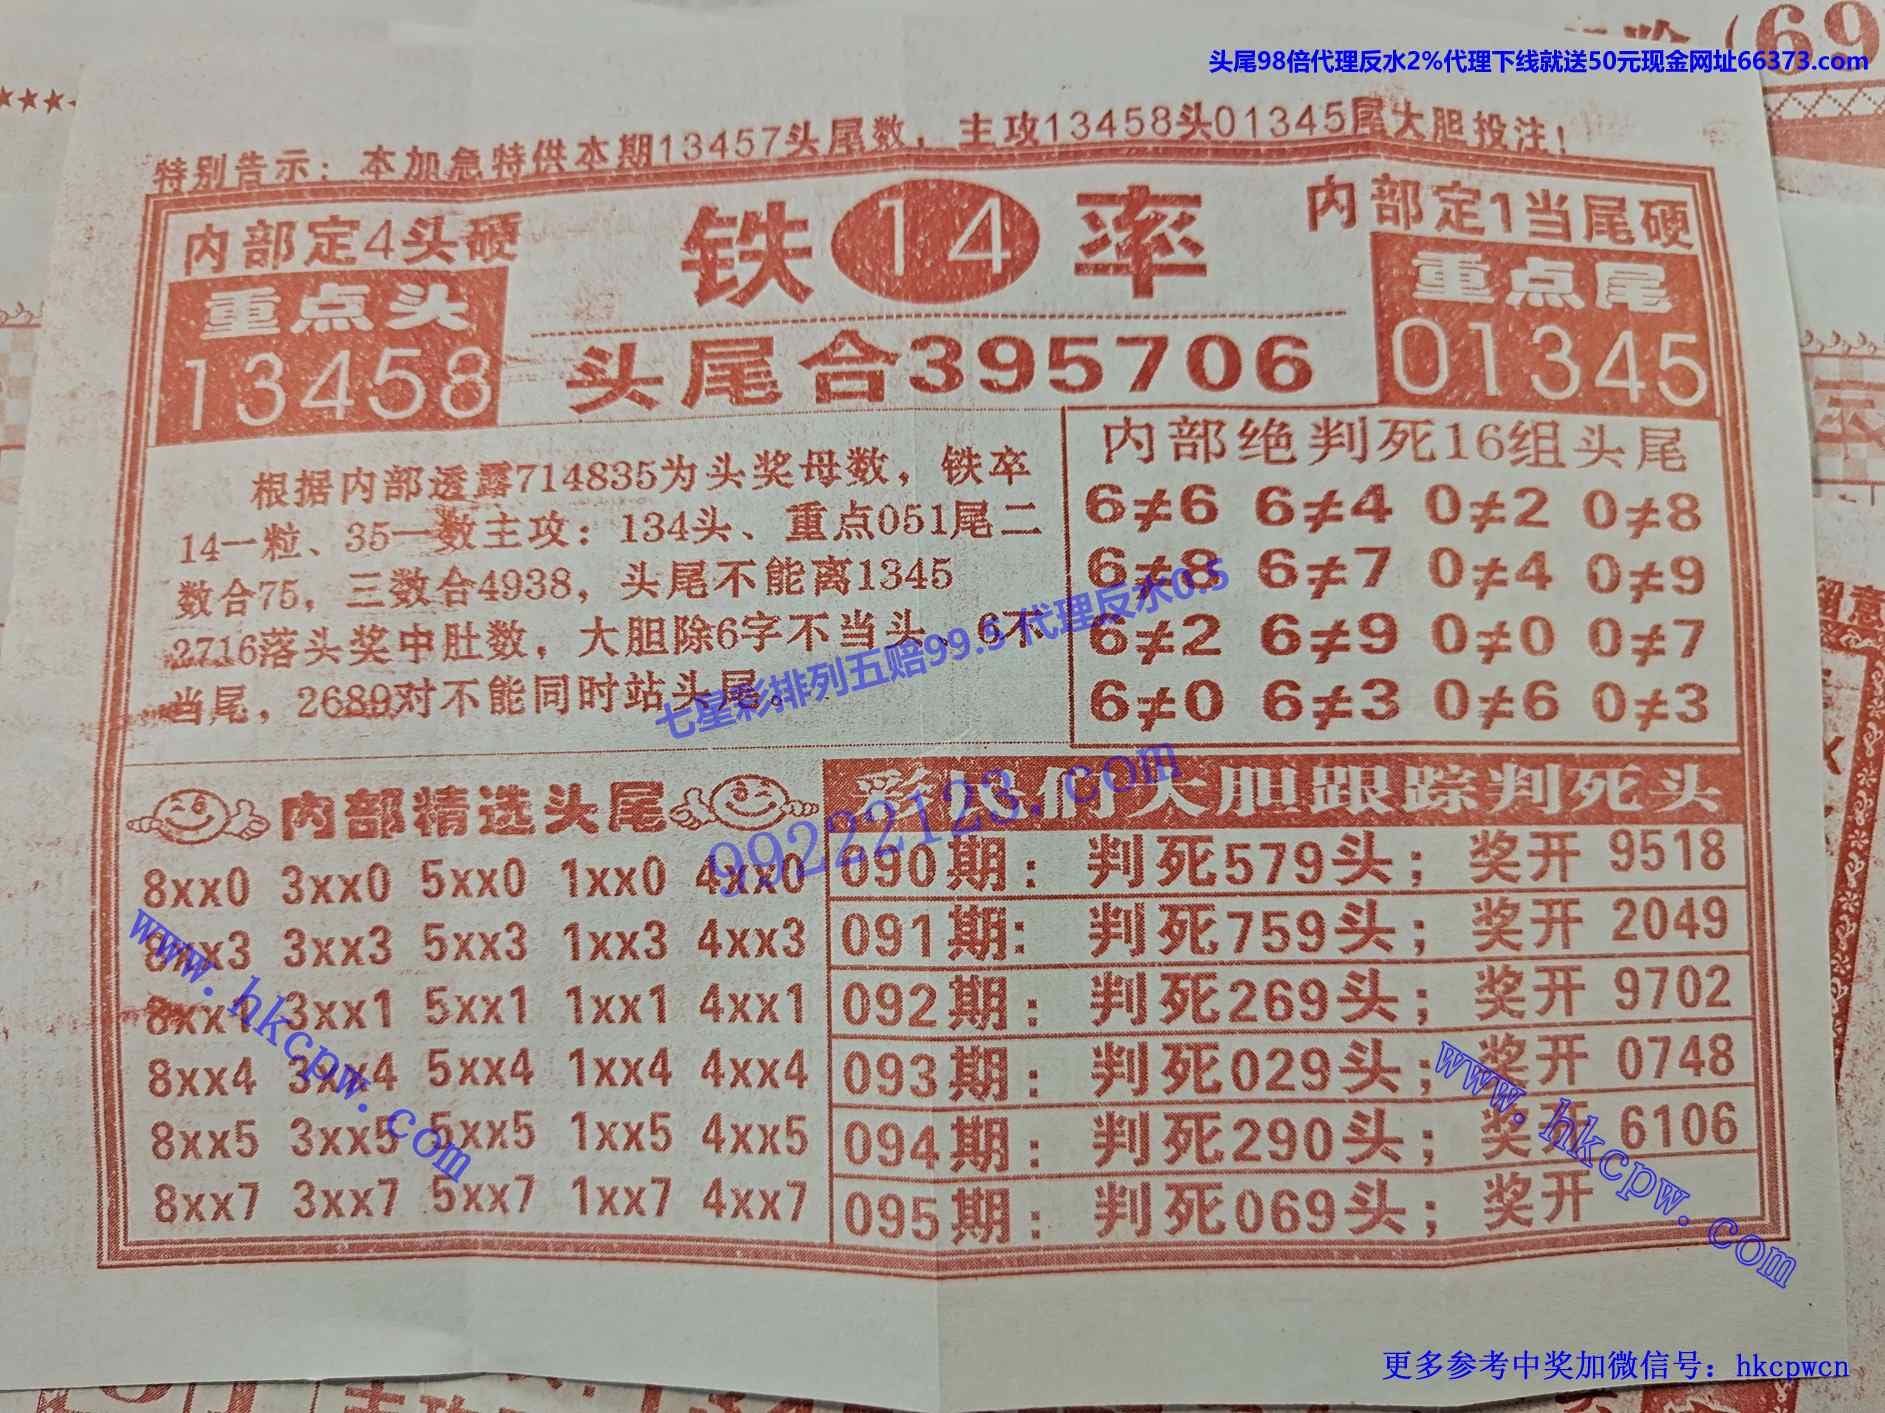 头尾98倍代理反水2%代理下线就送50元现金网址66373.com
(69
特别告示：本加急特供本期13457头尾数，主攻13458头01345尾大胆投注！
内部定4头硬
重点头
13458
铁 14 率
头尾合395706
内部定1当尾硬
重点尾
01345
根据内部透露714835为头奖母数，铁卒
14一粒、35一数主攻：134头、重点051尾二
数合75，三数合4938，头尾不能离1345
2716落头奖中肚数，大胆除6字不当头、6不
当尾，2689对不能同时站头尾。
内部绝判死16组头尾
6≠6 6≠4 0≠2 0≠8
6≠8 6≠7 0≠4 0≠9
6≠2 6≠9 0≠0 0≠7
6≠0 6≠3 0≠6 0≠3
七星彩排列五赔99.5 代理反水0.5
99222123.com
内部精选头尾
8xx0 3xx0 5xx0 1xx0 4xx0
8xx3 3xx3 5xx3 1xx3 4xx3
8xx1 3xx1 5xx1 1xx1 4xx1
8xx4 3xx4 5xx4 1xx4 4xx4
8xx5 3xx5 5xx5 1xx5 4xx5
8xx7 3xx7 5xx7 1xx7 4xx7
www.hkcpw.com
彩民们大胆跟踪判死头
090期：判死579头；奖开 9518
091期：判死759头；奖开 2049
092期：判死269头；奖开 9702
093期：判死029头；奖开 0748
094期：判死290头；奖开 6106
095期：判死069头；奖开
www.hkcpw.com
更多参考中奖加微信号：hkcpwcn